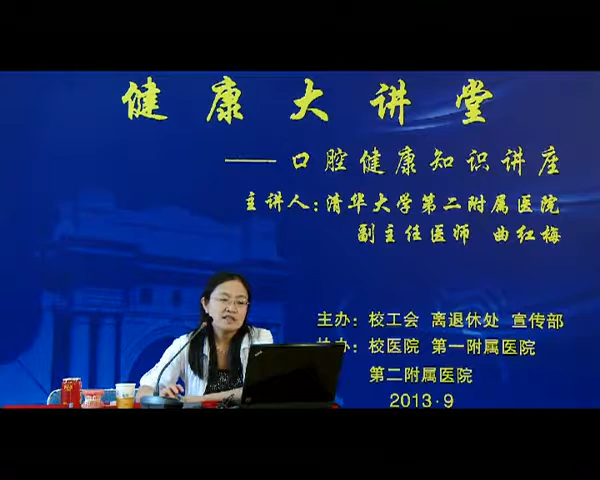 健康大讲堂
——口腔健康知识讲座
主讲人:清华大学第二附属医院
副主任医师 曲红梅
主办:校工会 离退休处 宣传部
协办:校医院 第一附属医院
第二附属医院
2013·9